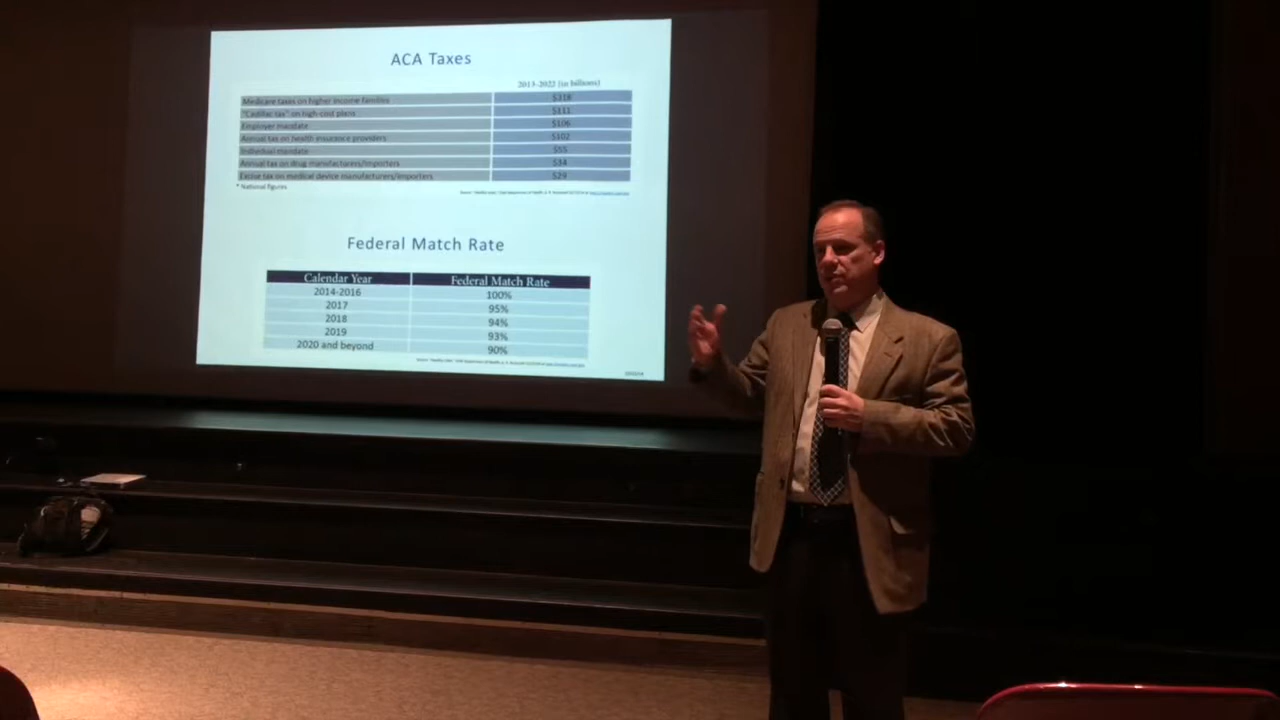 ACA Taxes
2013-2022 (in billions)
Medicare taxes on higher income families $318
"Cadillac tax" on high-cost plans $111
Employer mandate $106
Annual tax on health insurance providers $102
Individual mandate $55
Annual tax on drug manufacturers/importers $34
Excise tax on medical device manufacturers/importers $29
* National figures
Federal Match Rate
Calendar Year Federal Match Rate
2014-2016 100%
2017 95%
2018 94%
2019 93%
2020 and beyond 90%